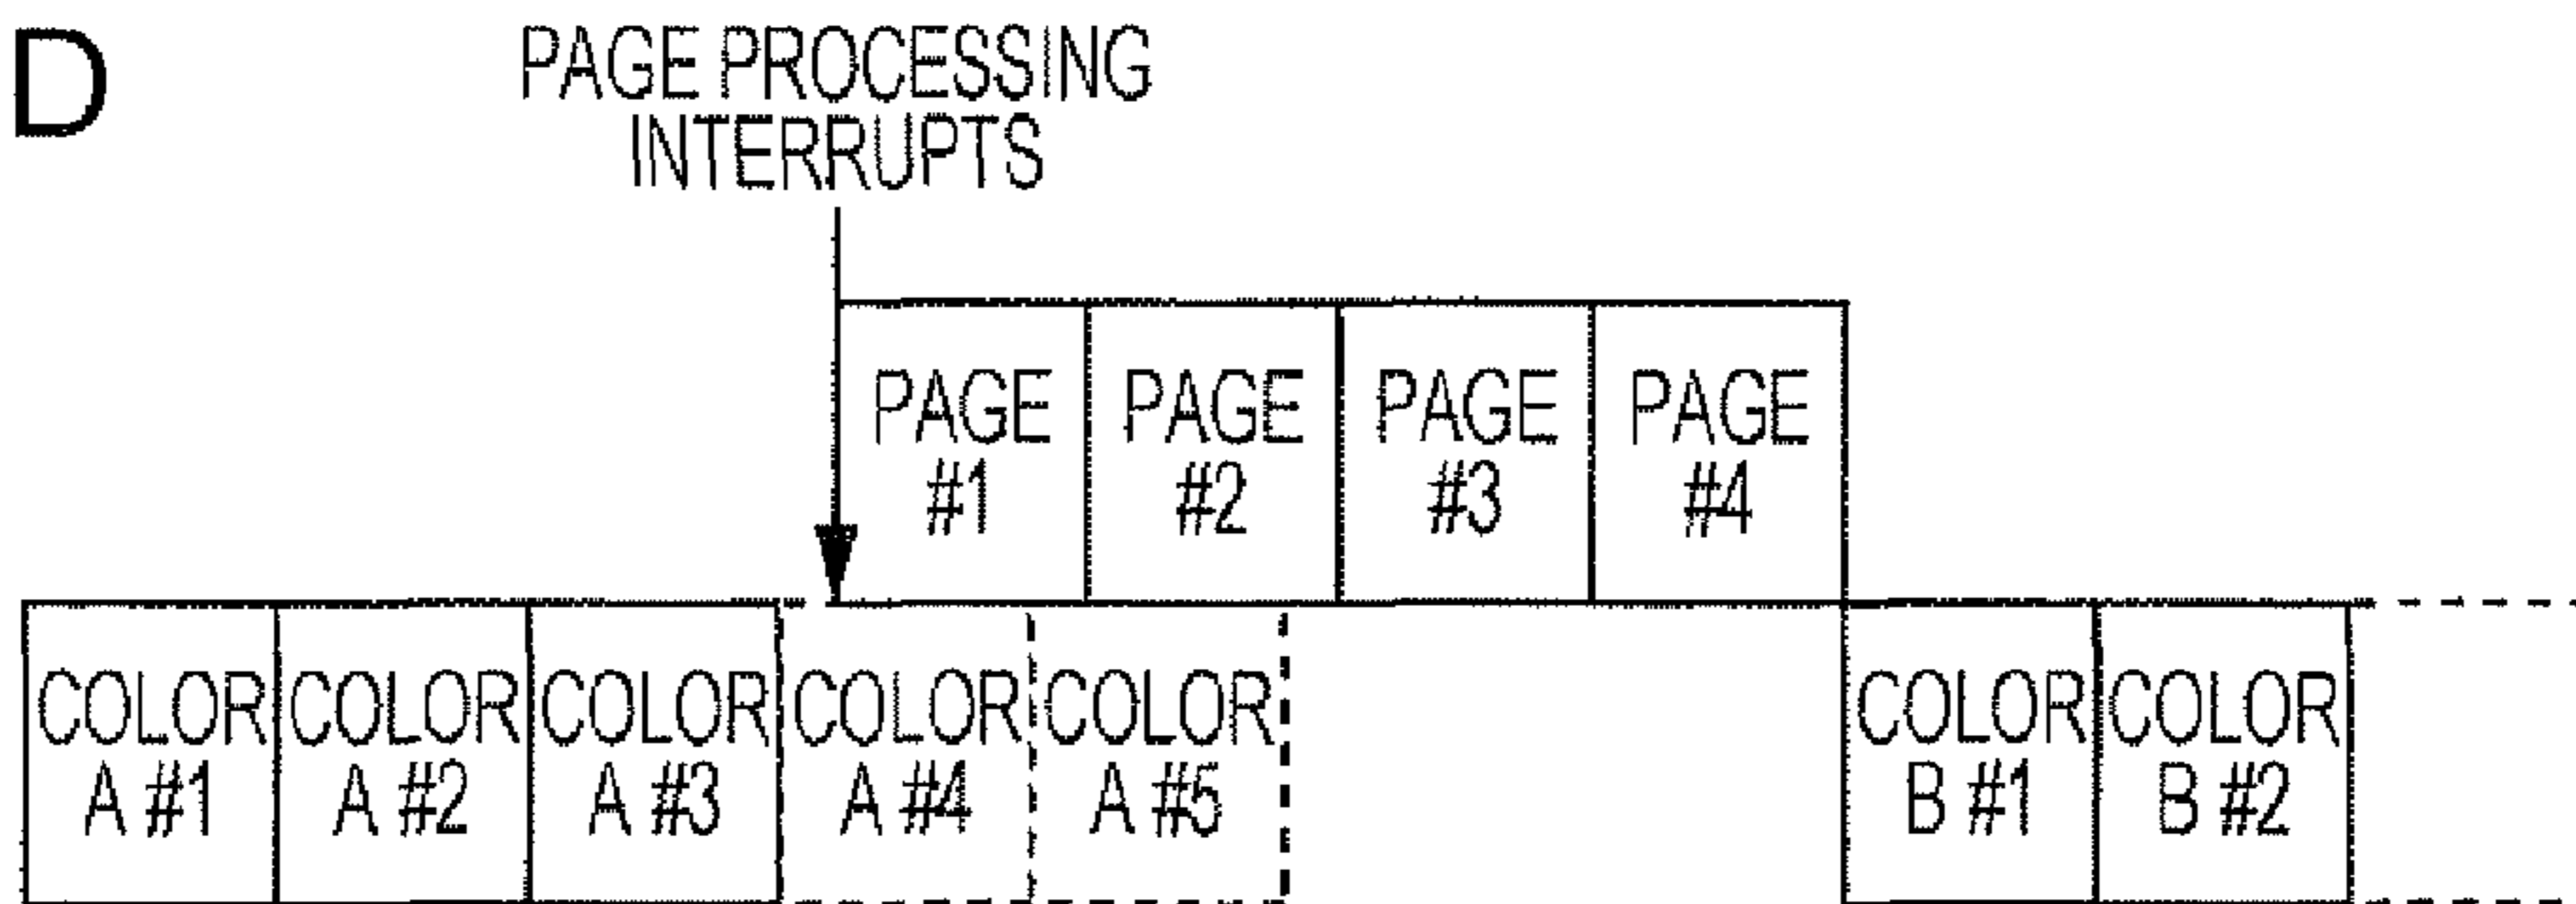 D
PAGE PROCESSING
INTERRUPTS
PAGE
#1
PAGE
#2
PAGE
#3
PAGE
#4
COLOR
A #1
COLOR
A #2
COLOR
A #3
COLOR
A #4
COLOR
A #5
COLOR
B #1
COLOR
B #2